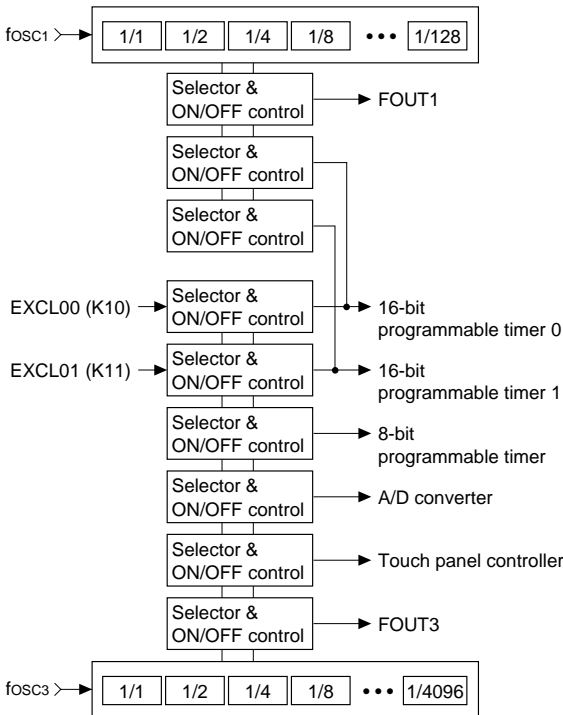 fOSC1 1/1 1/2 1/4 1/8 ••• 1/128
Selector &
ON/OFF control
FOUT1
Selector &
ON/OFF control
Selector &
ON/OFF control
EXCL00 (K10)
Selector &
ON/OFF control
16-bit
programmable timer 0
EXCL01 (K11)
Selector &
ON/OFF control
16-bit
programmable timer 1
Selector &
ON/OFF control
8-bit
programmable timer
Selector &
ON/OFF control
A/D converter
Selector &
ON/OFF control
Touch panel controller
Selector &
ON/OFF control
FOUT3
fOSC3 1/1 1/2 1/4 1/8 ••• 1/4096